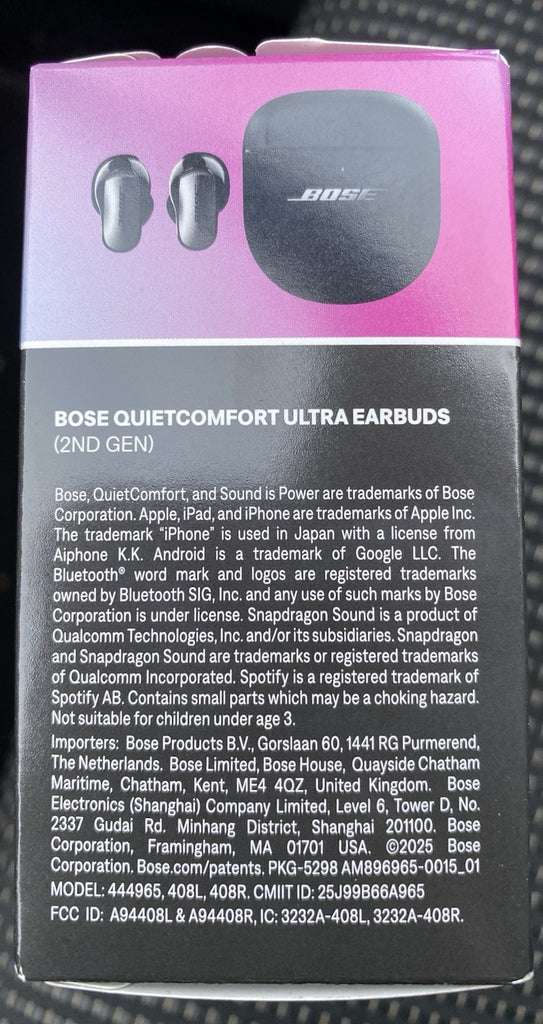 BOSE
BOSE QUIETCOMFORT ULTRA EARBUDS
(2ND GEN)
Bose, QuietComfort, and Sound is Power are trademarks of Bose
Corporation. Apple, iPad, and iPhone are trademarks of Apple Inc.
The trademark “iPhone” is used in Japan with a license from
Aiphone K.K. Android is a trademark of Google LLC. The
Bluetooth® word mark and logos are registered trademarks
owned by Bluetooth SIG, Inc. and any use of such marks by Bose
Corporation is under license. Snapdragon Sound is a product of
Qualcomm Technologies, Inc. and/or its subsidiaries. Snapdragon
and Snapdragon Sound are trademarks or registered trademarks
of Qualcomm Incorporated. Spotify is a registered trademark of
Spotify AB. Contains small parts which may be a choking hazard.
Not suitable for children under age 3.
Importers: Bose Products B.V., Gorslaan 60, 1441 RG Purmerend,
The Netherlands. Bose Limited, Bose House, Quayside Chatham
Maritime, Chatham, Kent, ME4 4QZ, United Kingdom. Bose
Electronics (Shanghai) Company Limited, Level 6, Tower D, No.
2337 Gudai Rd. Minhang District, Shanghai 201100. Bose
Corporation, Framingham, MA 01701 USA. ©2025 Bose
Corporation. Bose.com/patents. PKG-5298 AM896965-0015_01
MODEL: 444965, 408L, 408R. CMIIT ID: 25J99B66A965
FCC ID: A94408L & A94408R, IC: 3232A-408L, 3232A-408R.